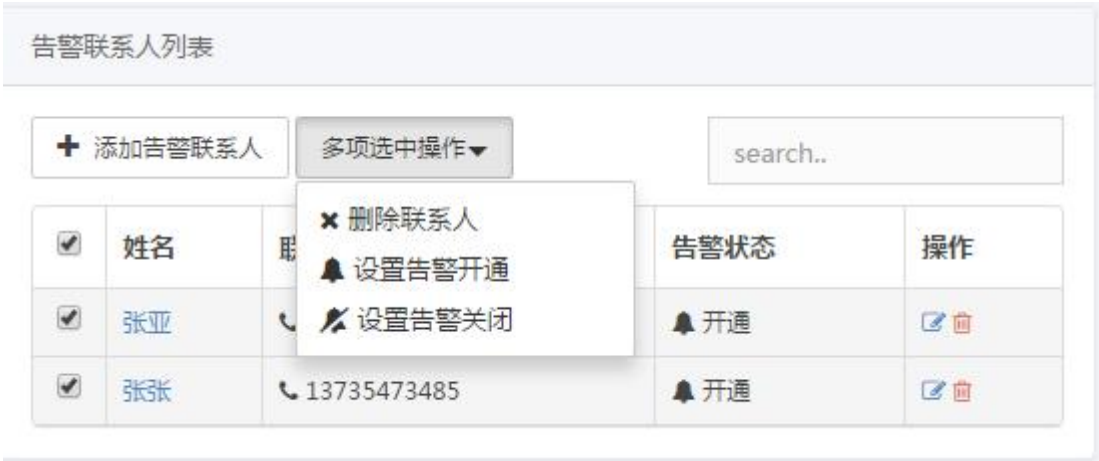 告警联系人列表
添加告警联系人 多项选中操作 search..
删除联系人
设置告警开通
设置告警关闭
姓名 告警状态 操作
张亚 开通
张张 13735473485 开通